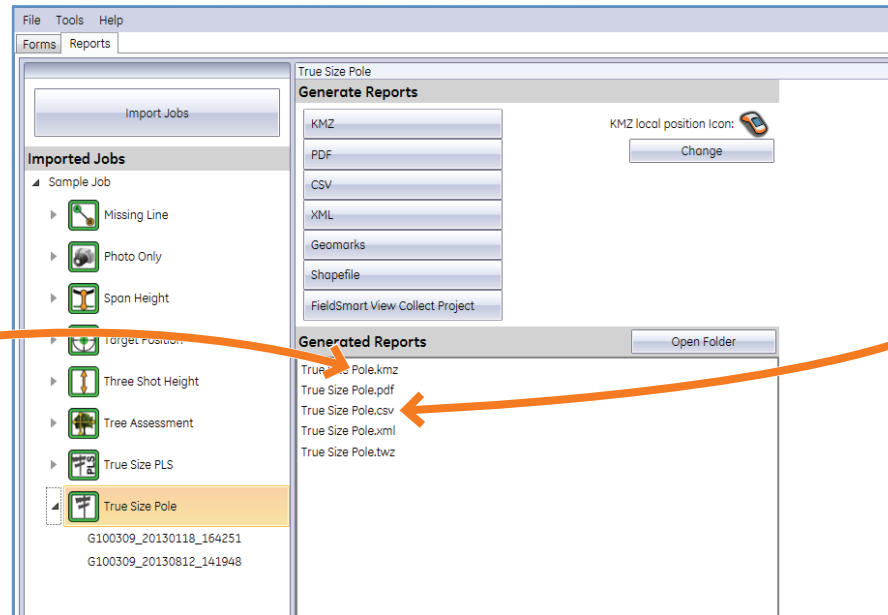 File Tools Help
Forms Reports
Import Jobs
Imported Jobs
Sample Job
Missing Line
Photo Only
Span Height
Target Position
Three Shot Height
Tree Assessment
True Size PLS
True Size Pole
G100309_20130118_164251
G100309_20130812_141948
True Size Pole
Generate Reports
KMZ
PDF
CSV
XML
Geomarks
Shapefile
FieldSmart View Collect Project
KMZ local position Icon:
Change
Generated Reports
Open Folder
True Size Pole.kmz
True Size Pole.pdf
True Size Pole.csv
True Size Pole.xml
True Size Pole.twz